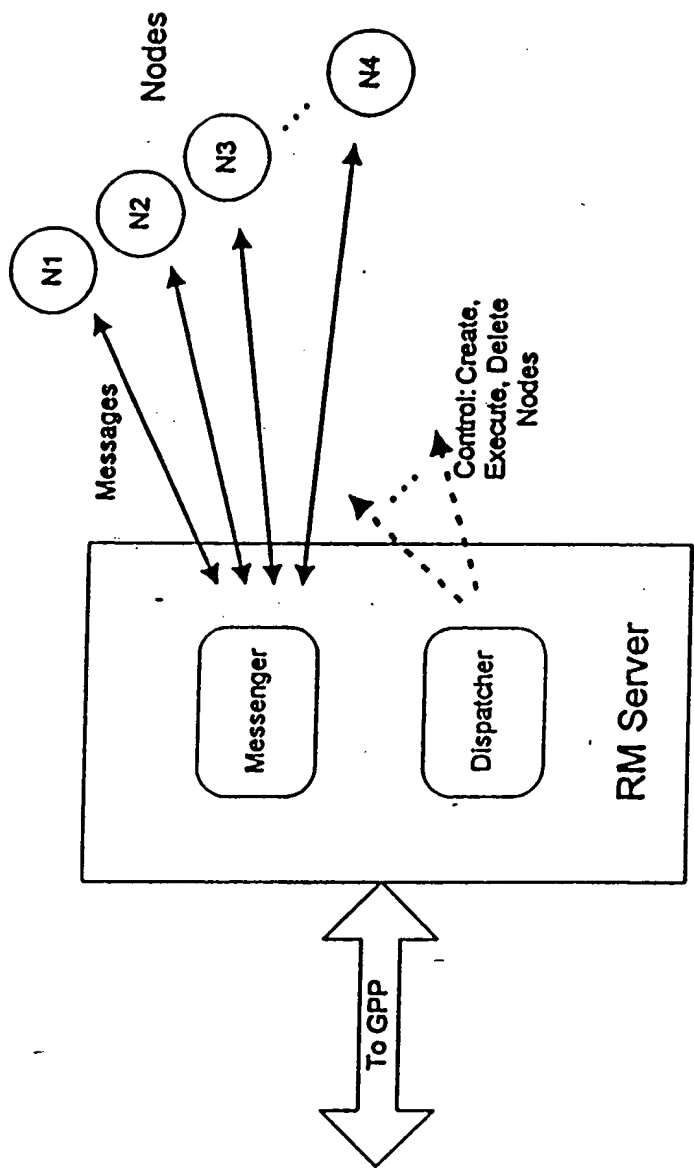 Nodes
N1
N2
N3
N4
Messages
Control: Create,
Execute, Delete
Nodes
Messenger
Dispatcher
RM Server
To GPP